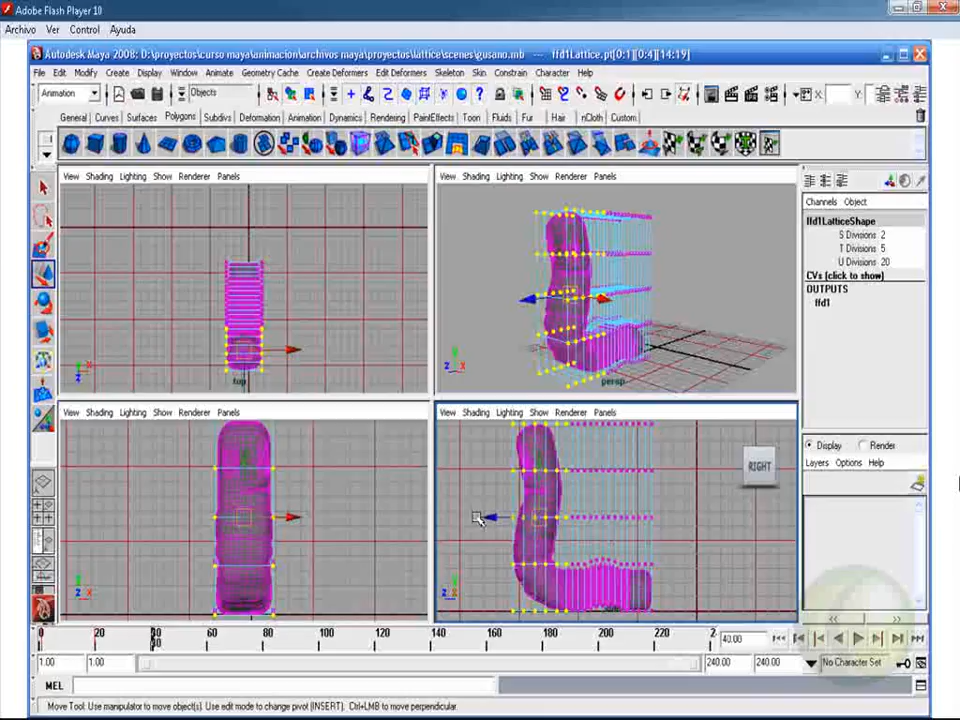 Adobe Flash Player 10
Archivo Ver Control Ayuda
Autodesk Maya 2008: D:\proyectos\curso maya\animacion\archivos maya\proyectos\lattice\scenes\gusano.mb --- ffd1Lattice.pt[0:1][0:4][14:19]
File Edit Modify Create Display Window Animate Geometry Cache Create Deformers Edit Deformers Skeleton Skin Constrain Character Help
Animation Objects X: Y:
General Curves Surfaces Polygons Subdivs Deformation Animation Dynamics Rendering PaintEffects Toon Fluids Fur Hair nCloth Custom
View Shading Lighting Show Renderer Panels
View Shading Lighting Show Renderer Panels
Channels Object
ffd1LatticeShape
S Divisions 2
T Divisions 5
U Divisions 20
CVs (click to show)
OUTPUTS
ffd1
top
persp
View Shading Lighting Show Renderer Panels
View Shading Lighting Show Renderer Panels
RIGHT
Display Render
Layers Options Help
0 20 40 60 80 100 120 140 160 180 200 220 2
40.00
1.00 1.00 240.00 240.00 No Character Set
MEL
Move Tool: Use manipulator to move object(s). Use edit mode to change pivot (INSERT). Ctrl+LMB to move perpendicular.